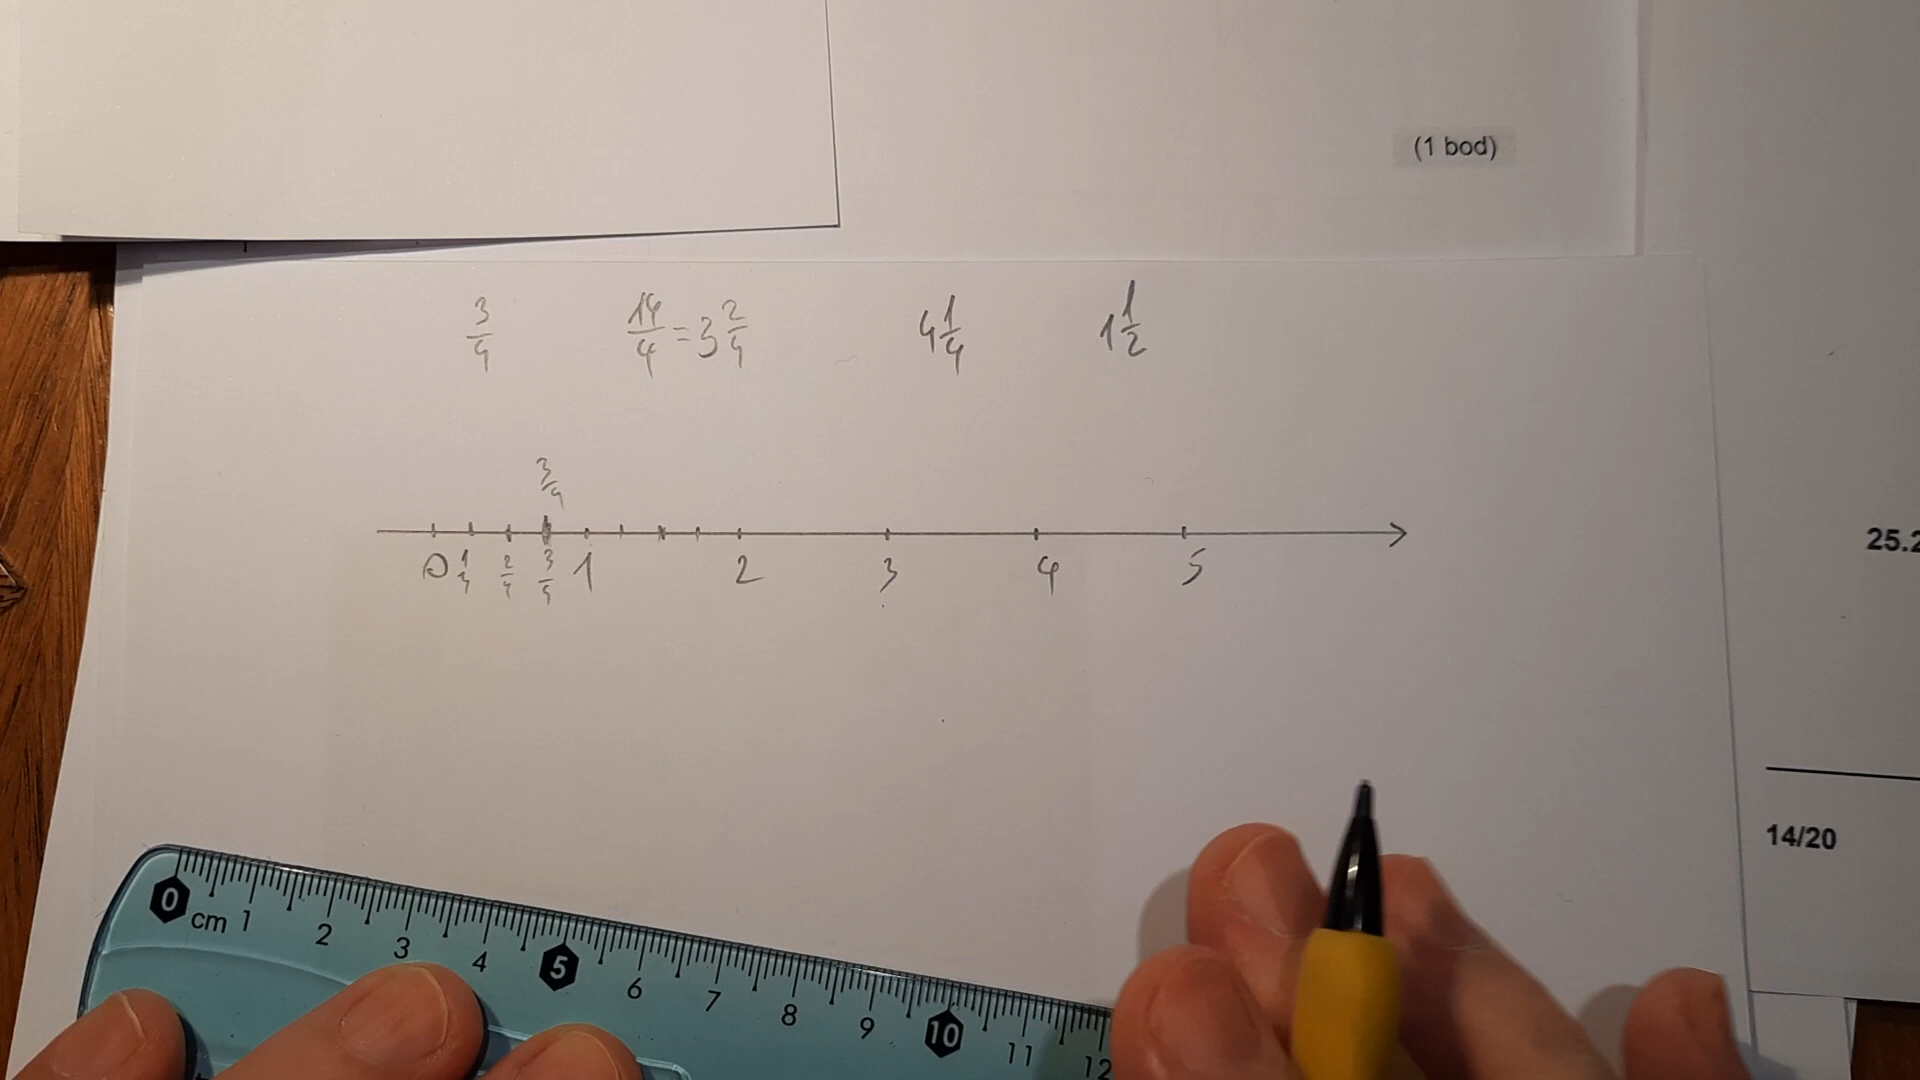 (1 bod)
3/4 14/4 = 3 2/4 4 1/4 1 1/2
3/4
0 1/4 2/4 3/4 1 2 3 4 5
25.2
14/20
0 cm 1 2 3 4 5 6 7 8 9 10 11 12